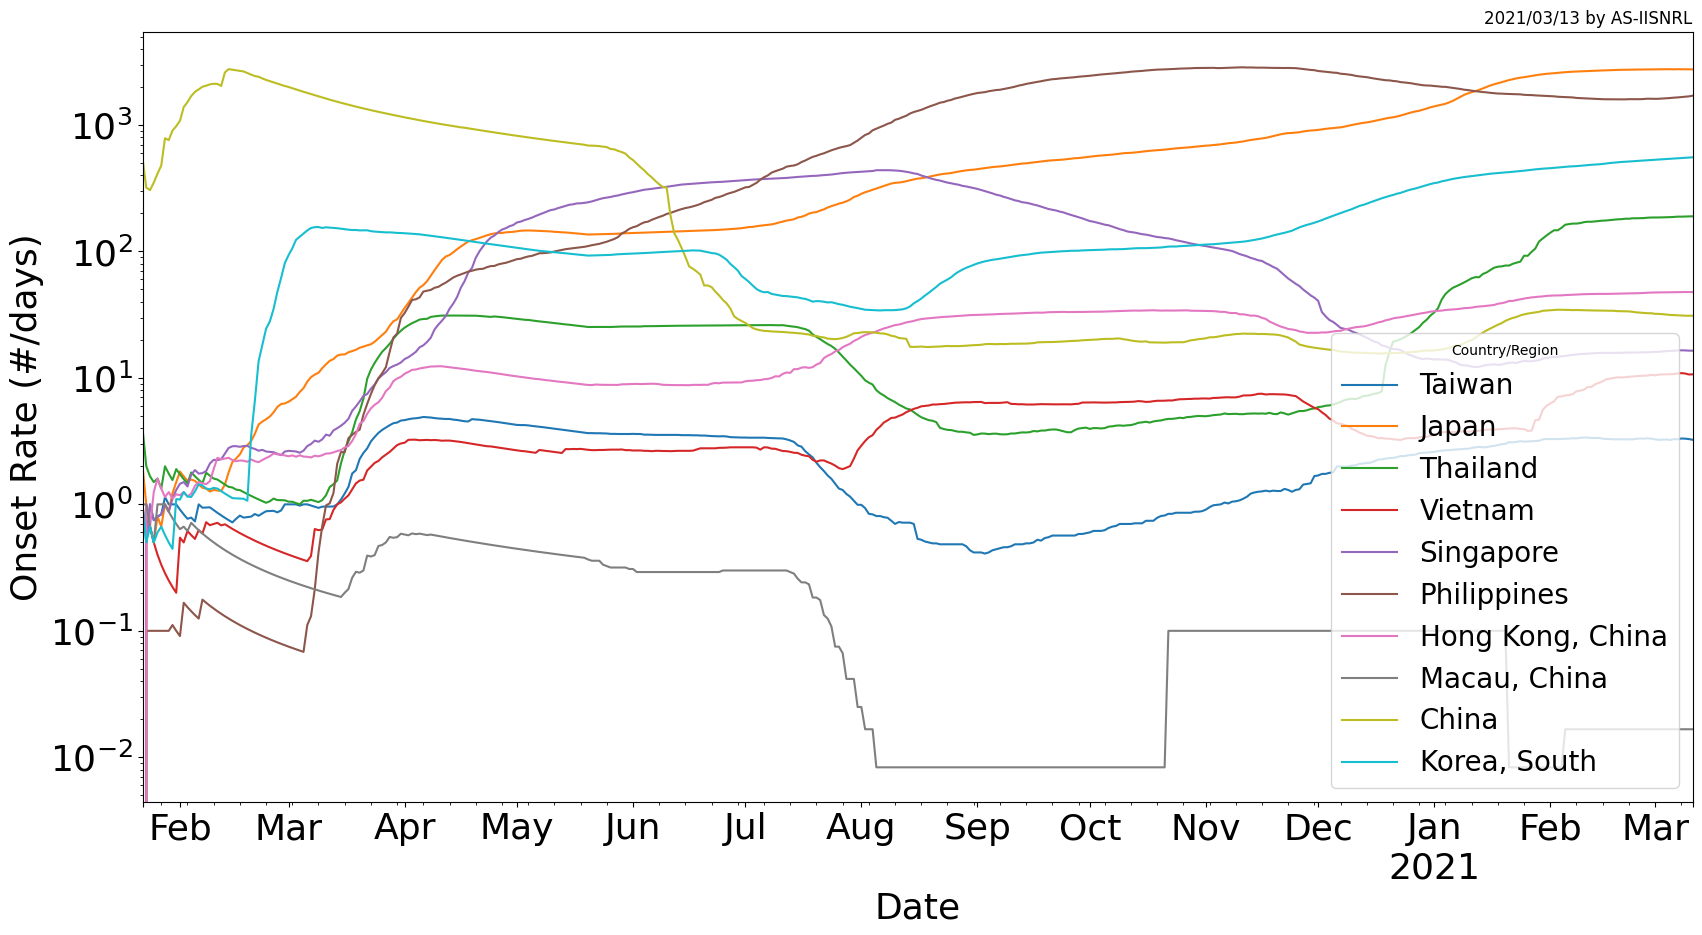 2021/03/13 by AS-IISNRL
Onset Rate (#/days)
10³
10²
10¹
10⁰
10⁻¹
10⁻²
Country/Region
Taiwan
Japan
Thailand
Vietnam
Singapore
Philippines
Hong Kong, China
Macau, China
China
Korea, South
Feb Mar Apr May Jun Jul Aug Sep Oct Nov Dec Jan Feb Mar
2021
Date